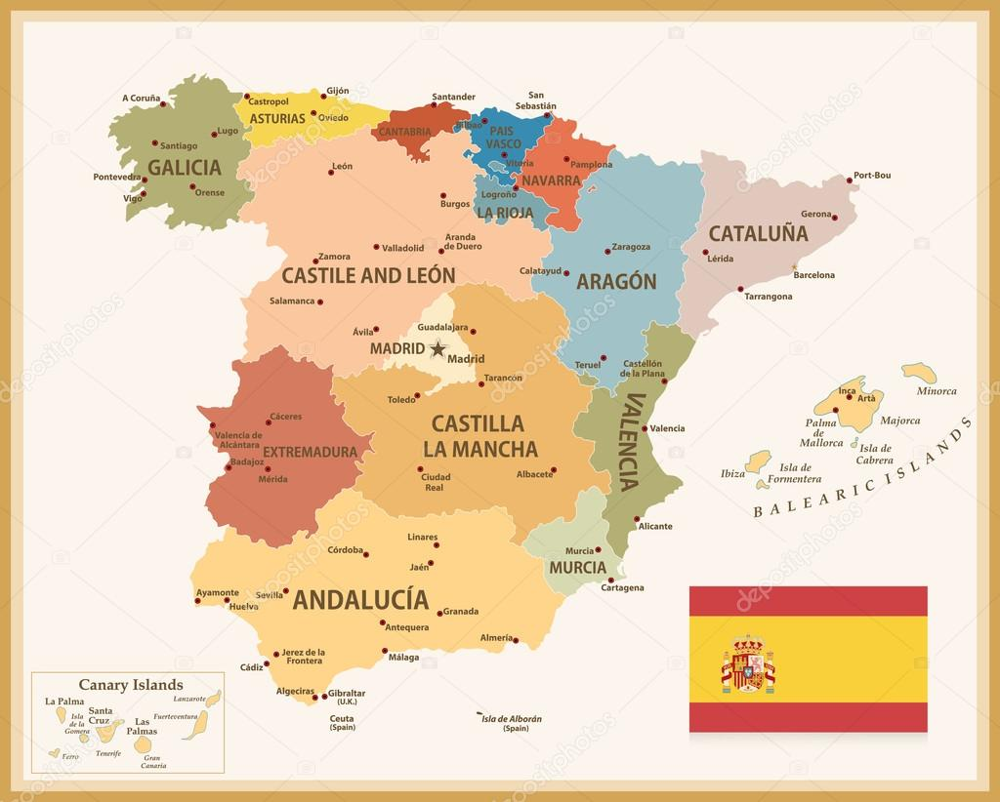 A Coruña
Castropol
Gijón
Santander
San
Sebastián
ASTURIAS
Oviedo
CANTABRIA
Bilbao
PAIS
VASCO
Lugo
Santiago
GALICIA
Vitoria
Pamplona
León
NAVARRA
Pontevedra
Orense
Vigo
Burgos
Logroño
LA RIOJA
Port-Bou
Gerona
CATALUÑA
Valladolid
Aranda
de Duero
Zaragoza
Lérida
Zamora
CASTILE AND LEÓN
Calatayud
ARAGÓN
Barcelona
Salamanca
Tarrangona
Ávila
Guadalajara
MADRID
Madrid
Teruel
Castellón
de la Plana
Tarancón
Toledo
Inca
Artà
Minorca
Cáceres
CASTILLA
LA MANCHA
VALENCIA
Valencia
Palma
de
Mallorca
Majorca
Valencia de
Alcántara
EXTREMADURA
Badajoz
Mérida
Isla de
Cabrera
Ciudad
Real
Albacete
Ibiza
Isla de
Formentera
BALEARIC ISLANDS
Alicante
Linares
Córdoba
Jaén
Murcia
MURCIA
Cartagena
Ayamonte
Huelva
Sevilla
ANDALUCÍA
Granada
Antequera
Almería
Jerez de la
Frontera
Málaga
Cádiz
Algeciras
Gibraltar
(U.K.)
Ceuta
(Spain)
Isla de Alborán
(Spain)
Canary Islands
La Palma
Lanzarote
Isla
de la
Gomera
Santa
Cruz
Las
Palmas
Fuerteventura
Ferro
Tenerife
Gran
Canaria
depositphotos
depositphotos
depositphotos
depositphotos